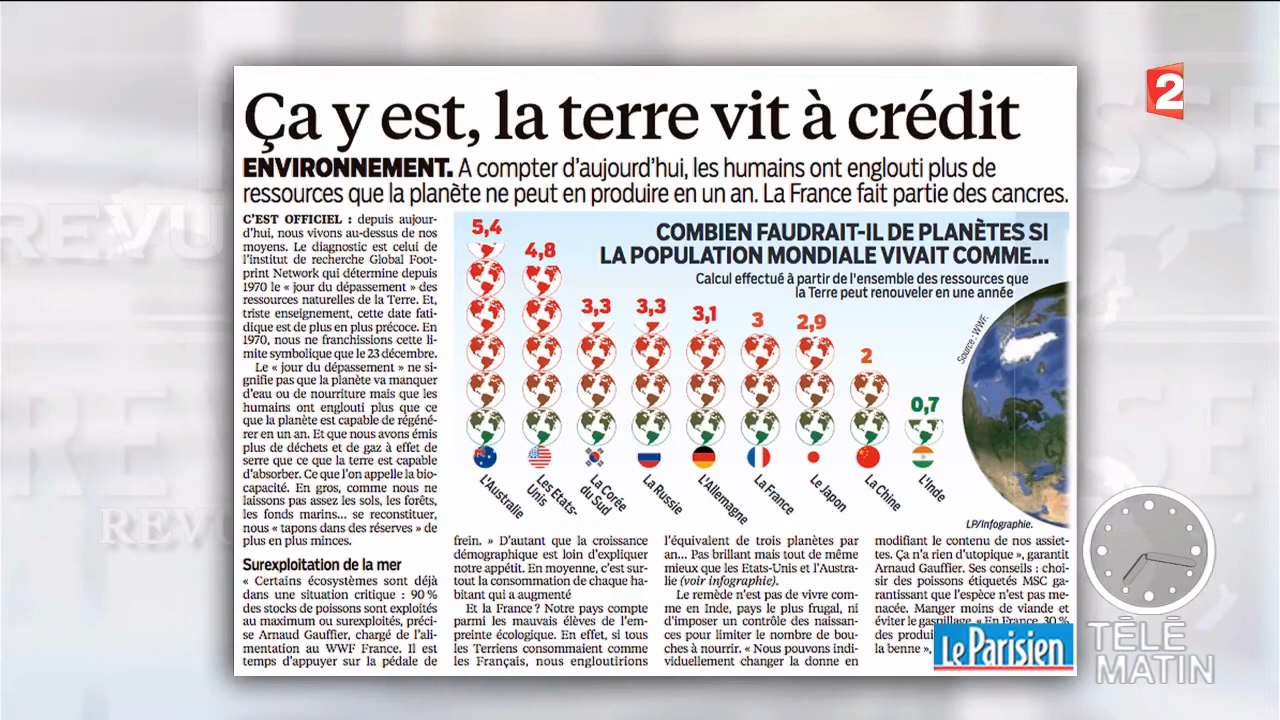 Ça y est, la terre vit à crédit
ENVIRONNEMENT. A compter d'aujourd'hui, les humains ont englouti plus de
ressources que la planète ne peut en produire en un an. La France fait partie des cancres.
C'EST OFFICIEL : depuis aujour-
d'hui, nous vivons au-dessus de nos
moyens. Le diagnostic est celui de
l'institut de recherche Global Foot-
print Network qui détermine depuis
1970 le « jour du dépassement » des
des ressources naturelles de la Terre. Et,
triste enseignement, cette date fati-
dique est de plus en plus précoce. En
1970, nous ne franchissions cette li-
mite symbolique que le 23 décembre.
Le « jour du dépassement » ne si-
gnifie pas que la planète va manquer
d'eau ou de nourriture mais que les
humains ont englouti plus que ce
que la planète est capable de régéné-
rer en un an. Et que nous avons émis
plus de déchets et de gaz à effet de
serre que ce que la terre est capable
d'absorber. Ce que l'on appelle la bio-
capacité. En gros, comme nous ne
laissons pas assez les sols, les forêts,
les fonds marins... se reconstituer,
nous « tapons dans des réserves » de
plus en plus minces.
Surexploitation de la mer
« Certains écosystèmes sont déjà
dans une situation critique : 90 %
des stocks de poissons sont exploités
au maximum ou surexploités, préci-
se Arnaud Gauffier, chargé de l'ali-
mentation au WWF France. Il est
temps d'appuyer sur la pédale de
COMBIEN FAUDRAIT-IL DE PLANÈTES SI
LA POPULATION MONDIALE VIVAIT COMME...
Calcul effectué à partir de l'ensemble des ressources que
la Terre peut renouveler en une année
5,4
4,8
3,3
3,3
3,1
3
2,9
2
0,7
L'Australie
Les Etats-
Unis
La Corée
du Sud
La Russie
L'Allemagne
La France
Le Japon
La Chine
L'Inde
Source : WWF.
LP/Infographie.
frein. » D'autant que la croissance
démographique est loin d'expliquer
notre appétit. En moyenne, c'est sur-
tout la consommation de chaque ha-
bitant qui a augmenté
Et la France ? Notre pays compte
parmi les mauvais élèves de l'em-
preinte écologique. En effet, si tous
les Terriens consommaient comme
les Français, nous engloutirions
l'équivalent de trois planètes par
an... Pas brillant mais tout de même
mieux que les Etats-Unis et l'Austra-
lie (voir infographie).
Le remède n'est pas de vivre com-
me en Inde, pays le plus frugal, ni
d'imposer un contrôle des naissan-
ces pour limiter le nombre de bou-
ches à nourrir. « Nous pouvons indi-
viduellement changer la donne en
modifiant le contenu de nos assiet-
tes. Ça n'a rien d'utopique », garantit
Arnaud Gauffier. Ses conseils : choi-
sir des poissons étiquetés MSC ga-
rantissant que l'espèce n'est pas me-
nacée. Manger moins de viande et
éviter le gaspillage. « En France, 30 %
des produi
la benne »,
Le Parisien
2
TÉLÉ
MATIN
REVU